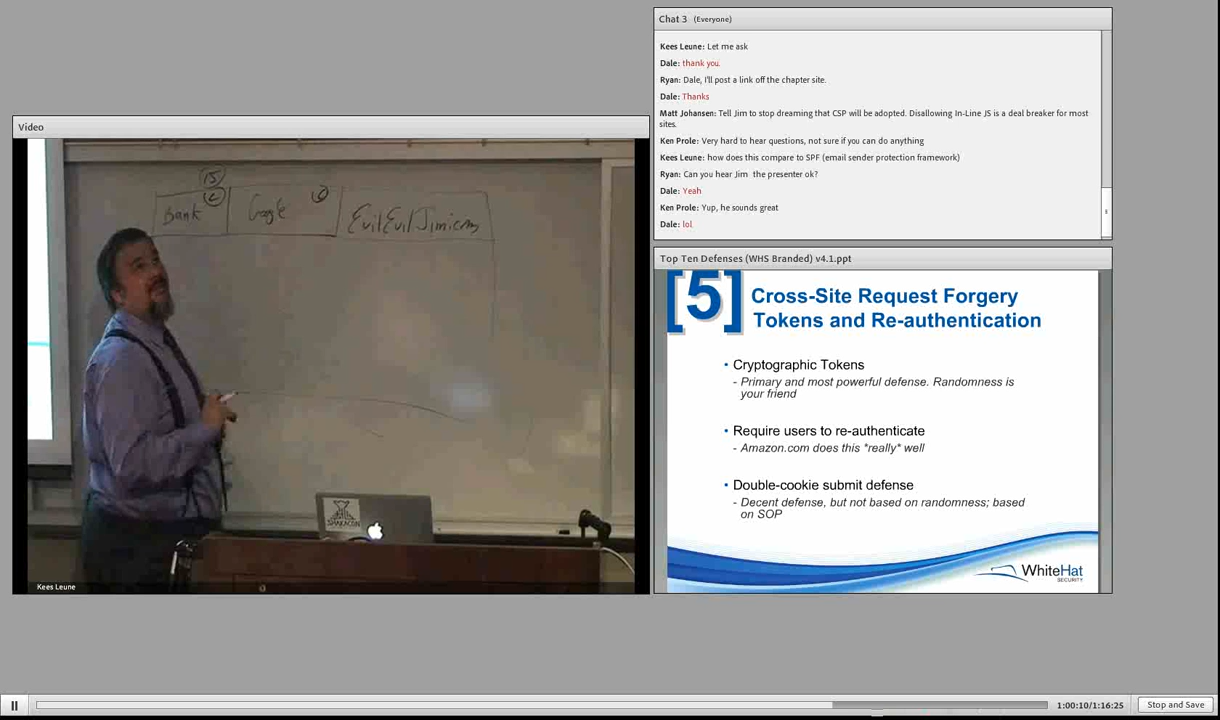 Chat 3 (Everyone)
Kees Leune: Let me ask
Dale: thank you.
Ryan: Dale, I'll post a link off the chapter site.
Dale: Thanks
Matt Johansen: Tell Jim to stop dreaming that CSP will be adopted. Disallowing In-Line JS is a deal breaker for most
sites.
Ken Prole: Very hard to hear questions, not sure if you can do anything
Kees Leune: how does this compare to SPF (email sender protection framework)
Ryan: Can you hear Jim the presenter ok?
Dale: Yeah
Ken Prole: Yup, he sounds great
Dale: lol
Video
15
Bank
Google
EvilEvilJim
SHAKACON
Kees Leune
Top Ten Defenses (WHS Branded) v4.1.ppt
[5] Cross-Site Request Forgery
Tokens and Re-authentication
• Cryptographic Tokens
- Primary and most powerful defense. Randomness is
your friend
• Require users to re-authenticate
- Amazon.com does this *really* well
• Double-cookie submit defense
- Decent defense, but not based on randomness; based
on SOP
WhiteHat
SECURITY
1:00:10/1:16:25
Stop and Save